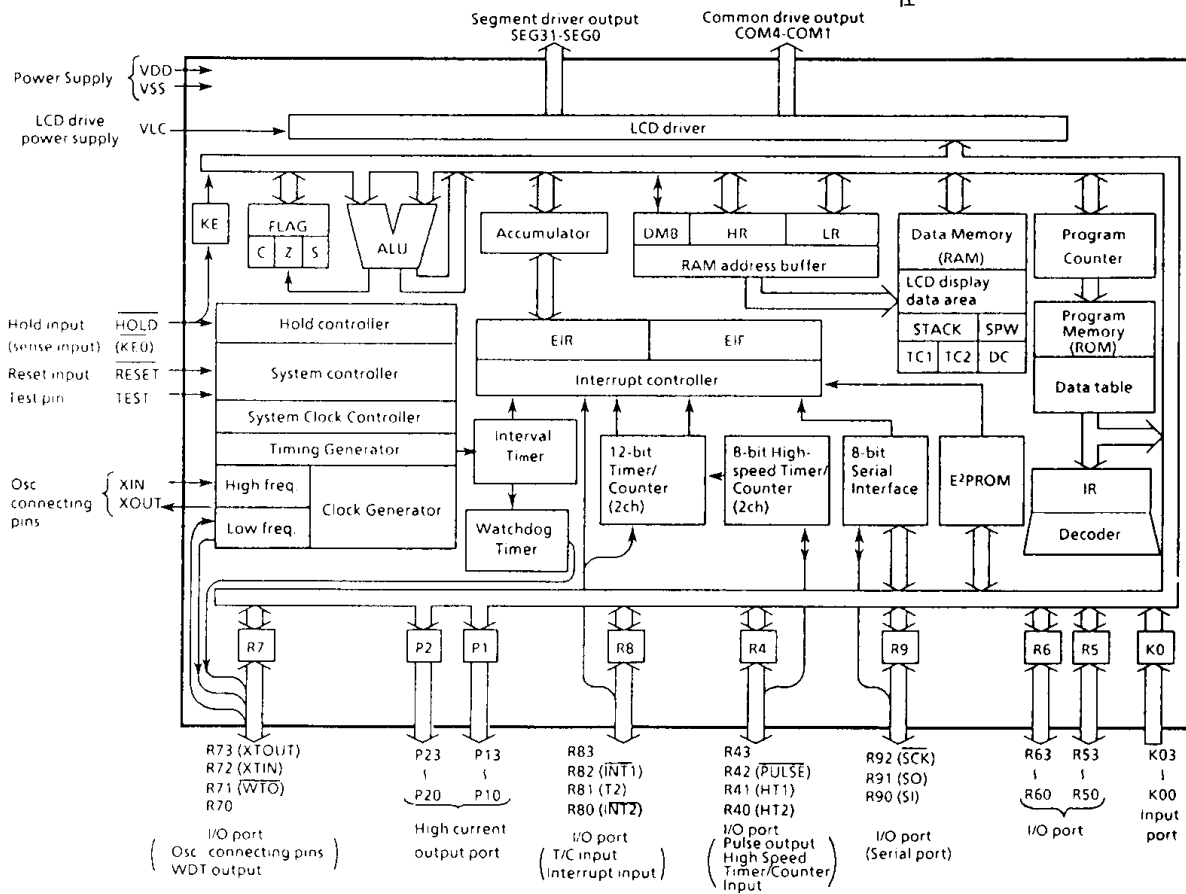 Segment driver output
SEG31-SEG0
Common drive output
COM4-COM1
Power Supply
VDD
VSS
LCD drive
power supply
VLC
LCD driver
KE
FLAG
C Z S
ALU
Accumulator
DMB HR LR
RAM address buffer
Data Memory
(RAM)
LCD display
data area
STACK SPW
TC1 TC2 DC
Program
Counter
Program
Memory
(ROM)
Data table
Hold input HOLD
(sense input) (KE0)
Reset input RESET
Test pin TEST
Hold controller
System controller
System Clock Controller
Timing Generator
High freq.
Low freq.
Clock Generator
Osc
connecting
pins
XIN
XOUT
EIR EIF
Interrupt controller
Interval
Timer
Watchdog
Timer
12-bit
Timer/
Counter
(2ch)
8-bit High-
speed Timer/
Counter
(2ch)
8-bit
Serial
Interface
E²PROM
IR
Decoder
R7 P2 P1 R8 R4 R9 R6 R5 K0
R73 (XTOUT)
R72 (XTIN)
R71 (WTO)
R70
I/O port
(Osc connecting pins)
WDT output
P23
~
P20
P13
~
P10
High current
output port
R83
R82 (INT1)
R81 (T2)
R80 (INT2)
I/O port
(T/C input
Interrupt input)
R43
R42 (PULSE)
R41 (HT1)
R40 (HT2)
I/O port
(Pulse output
High Speed
Timer/Counter
Input)
R92 (SCK)
R91 (SO)
R90 (SI)
I/O port
(Serial port)
R63
~
R60
R53
~
R50
I/O port
K03
~
K00
Input
port